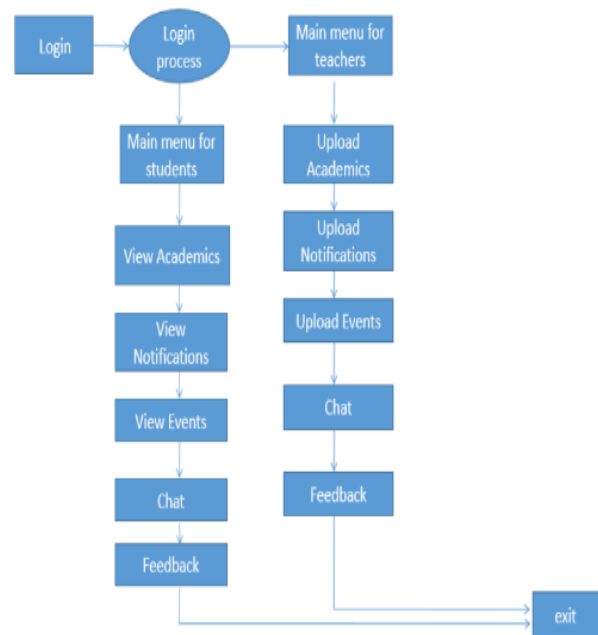 Login
Login
process
Main menu for
teachers
Main menu for
students
Upload
Academics
View Academics
Upload
Notifications
View
Notifications
Upload Events
View Events
Chat
Chat
Feedback
Feedback
exit